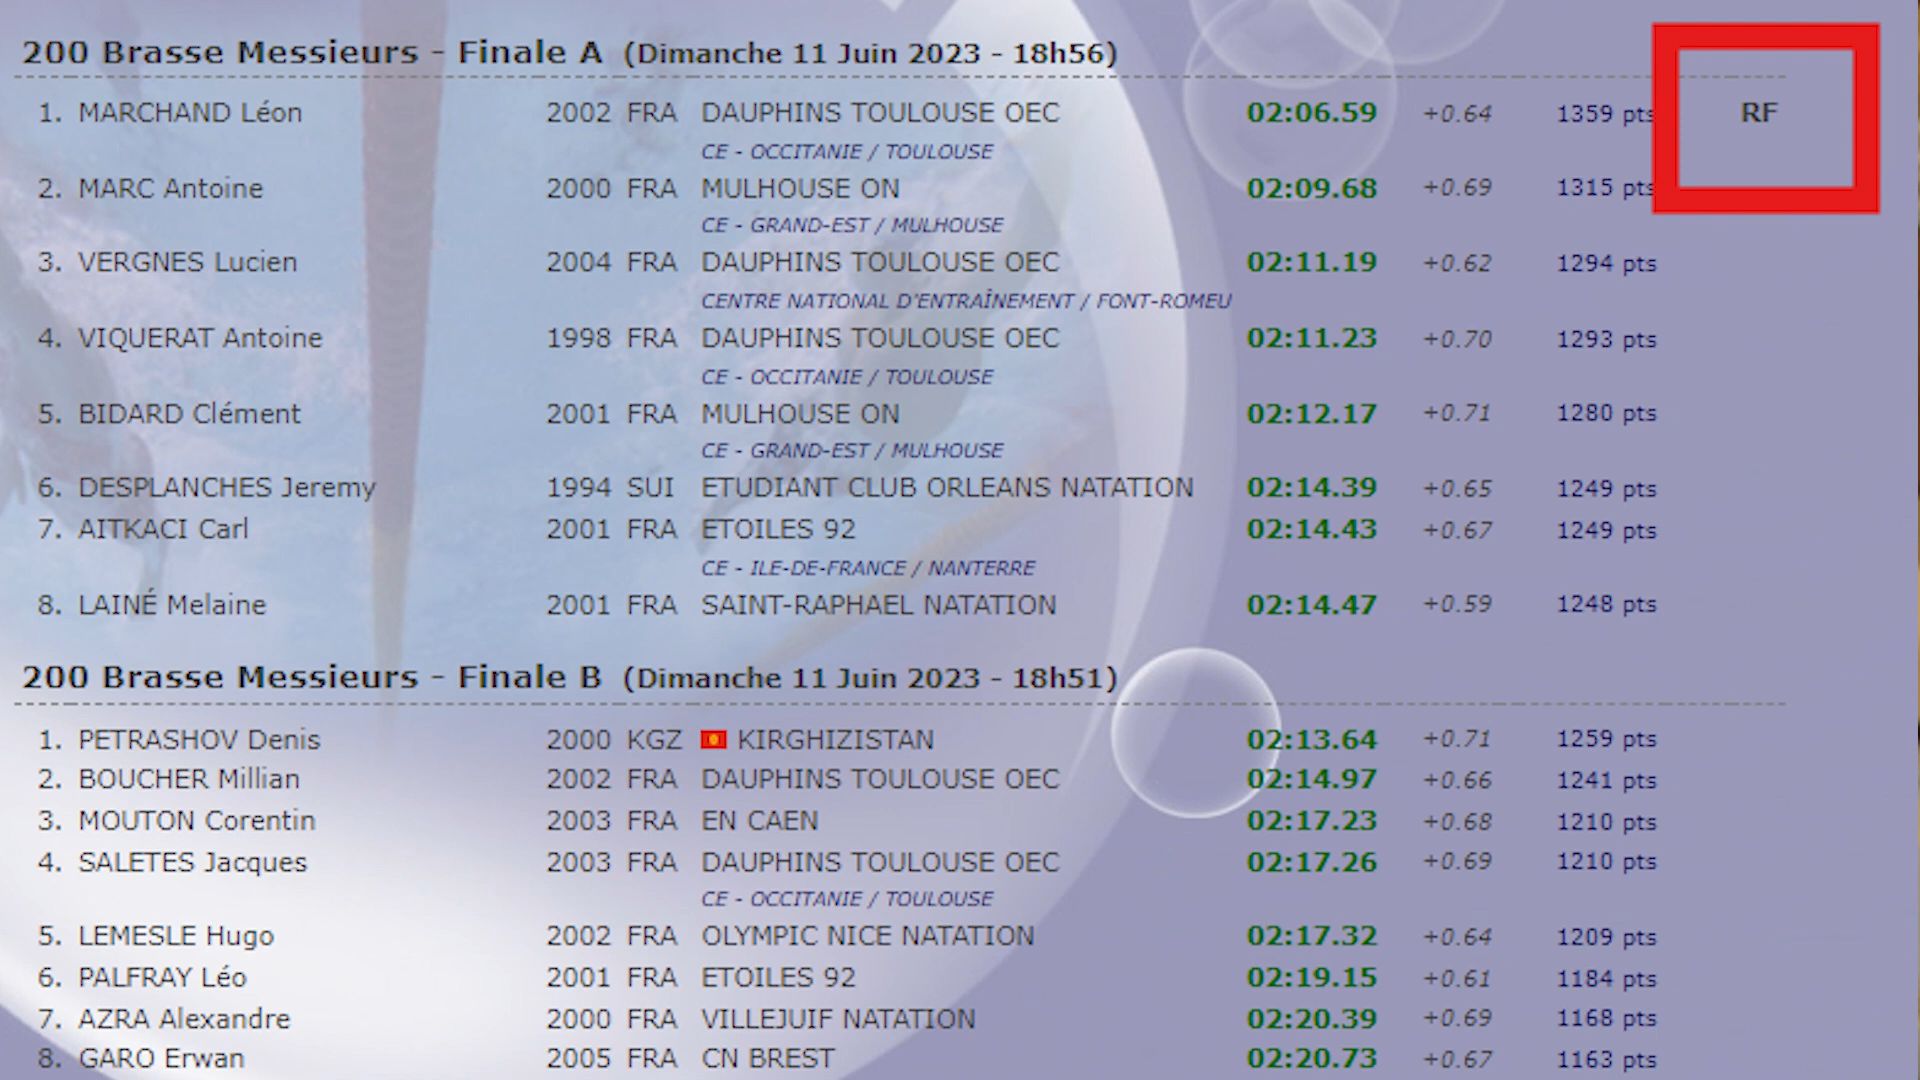 200 Brasse Messieurs - Finale A (Dimanche 11 Juin 2023 - 18h56)
1. MARCHAND Léon 2002 FRA DAUPHINS TOULOUSE OEC 02:06.59 +0.64 1359 pts RF
CE - OCCITANIE / TOULOUSE
2. MARC Antoine 2000 FRA MULHOUSE ON 02:09.68 +0.69 1315 pts
CE - GRAND-EST / MULHOUSE
3. VERGNES Lucien 2004 FRA DAUPHINS TOULOUSE OEC 02:11.19 +0.62 1294 pts
CENTRE NATIONAL D'ENTRAÎNEMENT / FONT-ROMEU
4. VIQUERAT Antoine 1998 FRA DAUPHINS TOULOUSE OEC 02:11.23 +0.70 1293 pts
CE - OCCITANIE / TOULOUSE
5. BIDARD Clément 2001 FRA MULHOUSE ON 02:12.17 +0.71 1280 pts
CE - GRAND-EST / MULHOUSE
6. DESPLANCHES Jeremy 1994 SUI ETUDIANT CLUB ORLEANS NATATION 02:14.39 +0.65 1249 pts
7. AITKACI Carl 2001 FRA ETOILES 92 02:14.43 +0.67 1249 pts
CE - ILE-DE-FRANCE / NANTERRE
8. LAINÉ Melaine 2001 FRA SAINT-RAPHAEL NATATION 02:14.47 +0.59 1248 pts
200 Brasse Messieurs - Finale B (Dimanche 11 Juin 2023 - 18h51)
1. PETRASHOV Denis 2000 KGZ KIRGHIZISTAN 02:13.64 +0.71 1259 pts
2. BOUCHER Millian 2002 FRA DAUPHINS TOULOUSE OEC 02:14.97 +0.66 1241 pts
3. MOUTON Corentin 2003 FRA EN CAEN 02:17.23 +0.68 1210 pts
4. SALETES Jacques 2003 FRA DAUPHINS TOULOUSE OEC 02:17.26 +0.69 1210 pts
CE - OCCITANIE / TOULOUSE
5. LEMESLE Hugo 2002 FRA OLYMPIC NICE NATATION 02:17.32 +0.64 1209 pts
6. PALFRAY Léo 2001 FRA ETOILES 92 02:19.15 +0.61 1184 pts
7. AZRA Alexandre 2000 FRA VILLEJUIF NATATION 02:20.39 +0.69 1168 pts
8. GARO Erwan 2005 FRA CN BREST 02:20.73 +0.67 1163 pts